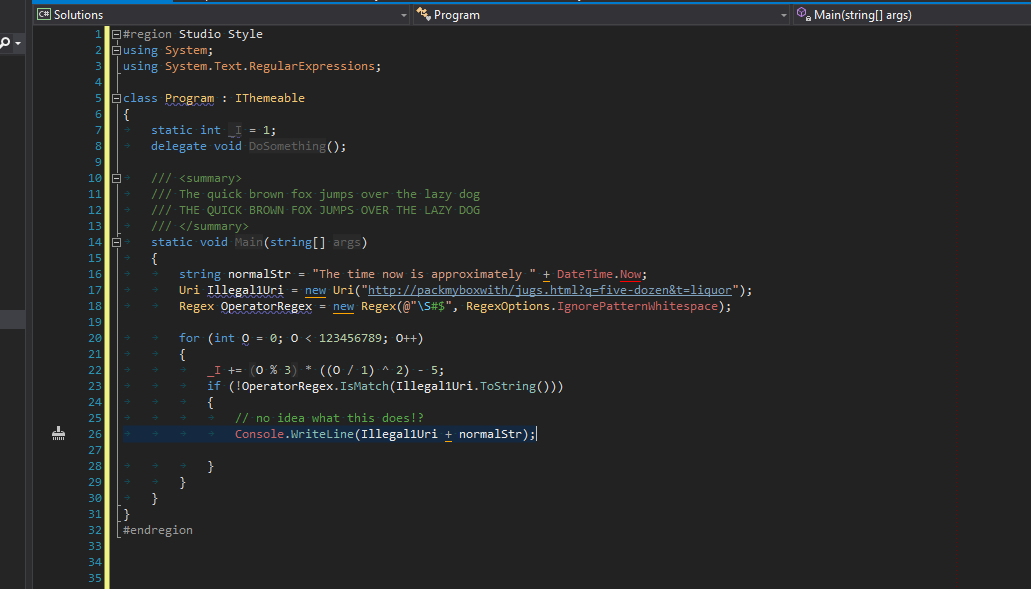 C# Solutions
Program
Main(string[] args)
1 #region Studio Style
2 using System;
3 using System.Text.RegularExpressions;
4
5 class Program : IThemeable
6 {
7 static int _I = 1;
8 delegate void DoSomething();
9
10 /// <summary>
11 /// The quick brown fox jumps over the lazy dog
12 /// THE QUICK BROWN FOX JUMPS OVER THE LAZY DOG
13 /// </summary>
14 static void Main(string[] args)
15 {
16 string normalStr = "The time now is approximately " + DateTime.Now;
17 Uri Illegal1Uri = new Uri("http://packmyboxwith/jugs.html?q=five-dozen&t=liquor");
18 Regex OperatorRegex = new Regex(@"\S#$", RegexOptions.IgnorePatternWhitespace);
19
20 for (int O = 0; O < 123456789; O++)
21 {
22 _I += (O % 3) * ((O / 1) ^ 2) - 5;
23 if (!OperatorRegex.IsMatch(Illegal1Uri.ToString()))
24 {
25 // no idea what this does!?
26 Console.WriteLine(Illegal1Uri + normalStr);
27
28 }
29 }
30 }
31 }
32 #endregion
33
34
35